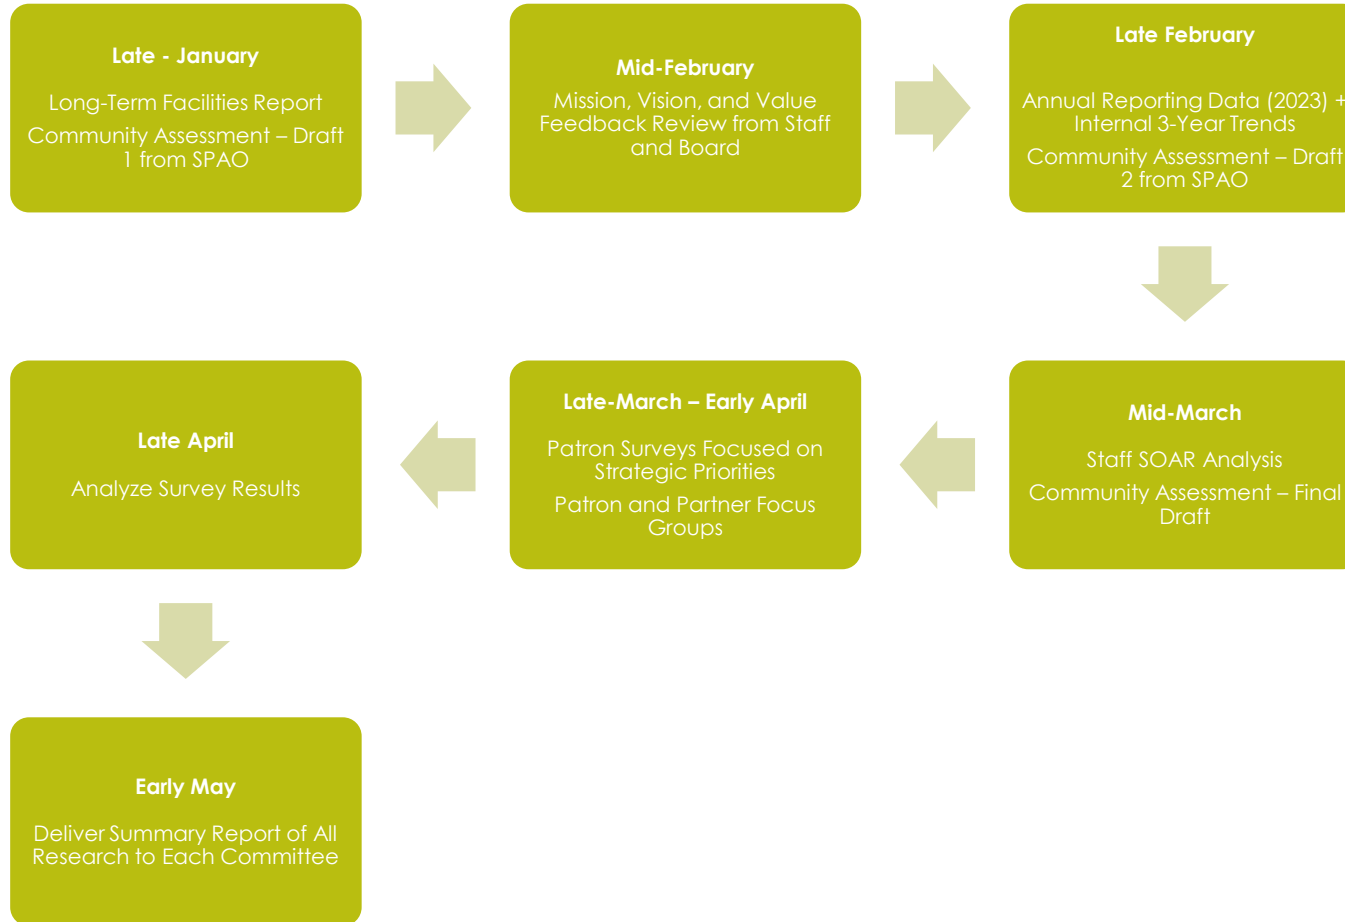 Late - January
Long-Term Facilities Report
Community Assessment – Draft
1 from SPAO
Mid-February
Mission, Vision, and Value
Feedback Review from Staff
and Board
Late February
Annual Reporting Data (2023) +
Internal 3-Year Trends
Community Assessment – Draft
2 from SPAO
Mid-March
Staff SOAR Analysis
Community Assessment – Final
Draft
Late-March – Early April
Patron Surveys Focused on
Strategic Priorities
Patron and Partner Focus
Groups
Late April
Analyze Survey Results
Early May
Deliver Summary Report of All
Research to Each Committee